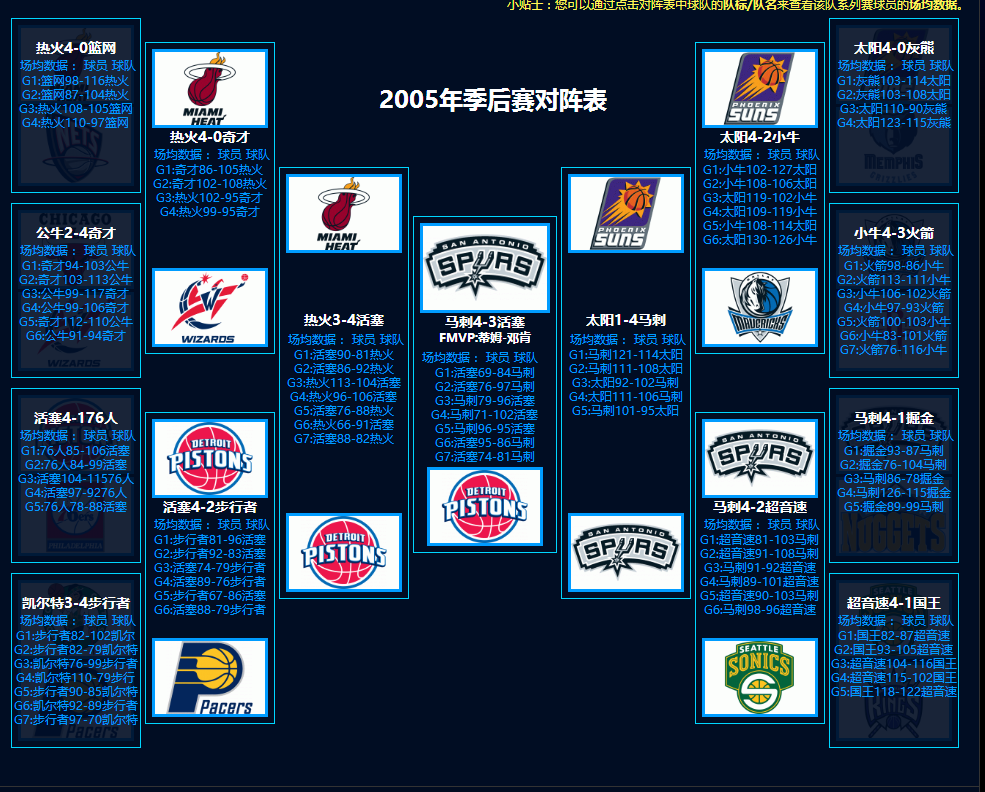 小贴士：您可以通过点击对阵表中球队的队标/队名来查看该队系列赛球员的场均数据。
2005年季后赛对阵表
热火4-0篮网
场均数据： 球员 球队
G1:篮网98-116热火
G2:篮网87-104热火
G3:热火108-105篮网
G4:热火110-97篮网
NETS
CHICAGO
公牛2-4奇才
场均数据： 球员 球队
G1:奇才94-103公牛
G2:奇才103-113公牛
G3:公牛99-117奇才
G4:公牛99-106奇才
G5:奇才112-110公牛
G6:公牛91-94奇才
WIZARDS
活塞4-176人
场均数据： 球员 球队
G1:76人85-106活塞
G2:76人84-99活塞
G3:活塞104-11576人
G4:活塞97-9276人
G5:76人78-88活塞
PHILADELPHIA
凯尔特3-4步行者
场均数据： 球员 球队
G1:步行者82-102凯尔
G2:步行者82-79凯尔特
G3:凯尔特76-99步行者
G4:凯尔特110-79步行
G5:步行者90-85凯尔特
G6:凯尔特92-89步行者
G7:步行者97-70凯尔特
Pacers
MIAMI
HEAT
热火4-0奇才
场均数据： 球员 球队
G1:奇才86-105热火
G2:奇才102-108热火
G3:热火102-95奇才
G4:热火99-95奇才
WIZARDS
DETROIT
PISTONS
活塞4-2步行者
场均数据： 球员 球队
G1:步行者81-96活塞
G2:步行者92-83活塞
G3:活塞74-79步行者
G4:活塞89-76步行者
G5:步行者67-86活塞
G6:活塞88-79步行者
Pacers
MIAMI
HEAT
热火3-4活塞
场均数据： 球员 球队
G1:活塞90-81热火
G2:活塞86-92热火
G3:热火113-104活塞
G4:热火96-106活塞
G5:活塞76-88热火
G6:热火66-91活塞
G7:活塞88-82热火
DETROIT
PISTONS
SAN ANTONIO
SPURS
马刺4-3活塞
FMVP:蒂姆-邓肯
场均数据： 球员 球队
G1:活塞69-84马刺
G2:活塞76-97马刺
G3:马刺79-96活塞
G4:马刺71-102活塞
G5:马刺96-95活塞
G6:活塞95-86马刺
G7:活塞74-81马刺
DETROIT
PISTONS
PHOENIX
SUNS
太阳1-4马刺
场均数据： 球员 球队
G1:马刺121-114太阳
G2:马刺111-108太阳
G3:太阳92-102马刺
G4:太阳111-106马刺
G5:马刺101-95太阳
SAN ANTONIO
SPURS
PHOENIX
SUNS
太阳4-2小牛
场均数据： 球员 球队
G1:小牛102-127太阳
G2:小牛108-106太阳
G3:太阳119-102小牛
G4:太阳109-119小牛
G5:小牛108-114太阳
G6:太阳130-126小牛
DALLAS
MAVERICKS
SAN ANTONIO
SPURS
马刺4-2超音速
场均数据： 球员 球队
G1:超音速81-103马刺
G2:超音速91-108马刺
G3:马刺91-92超音速
G4:马刺89-101超音速
G5:超音速90-103马刺
G6:马刺98-96超音速
SEATTLE
SONICS
太阳4-0灰熊
场均数据： 球员 球队
G1:灰熊103-114太阳
G2:灰熊103-108太阳
G3:太阳110-90灰熊
G4:太阳123-115灰熊
MEMPHIS
GRIZZLIES
小牛4-3火箭
场均数据： 球员 球队
G1:火箭98-86小牛
G2:火箭113-111小牛
G3:小牛106-102火箭
G4:小牛97-93火箭
G5:火箭100-103小牛
G6:小牛83-101火箭
G7:火箭76-116小牛
马刺4-1掘金
场均数据： 球员 球队
G1:掘金93-87马刺
G2:掘金76-104马刺
G3:马刺86-78掘金
G4:马刺126-115掘金
G5:掘金89-99马刺
NUGGETS
超音速4-1国王
场均数据： 球员 球队
G1:国王82-87超音速
G2:国王93-105超音速
G3:超音速104-116国王
G4:超音速115-102国王
G5:国王118-122超音速
KINGS